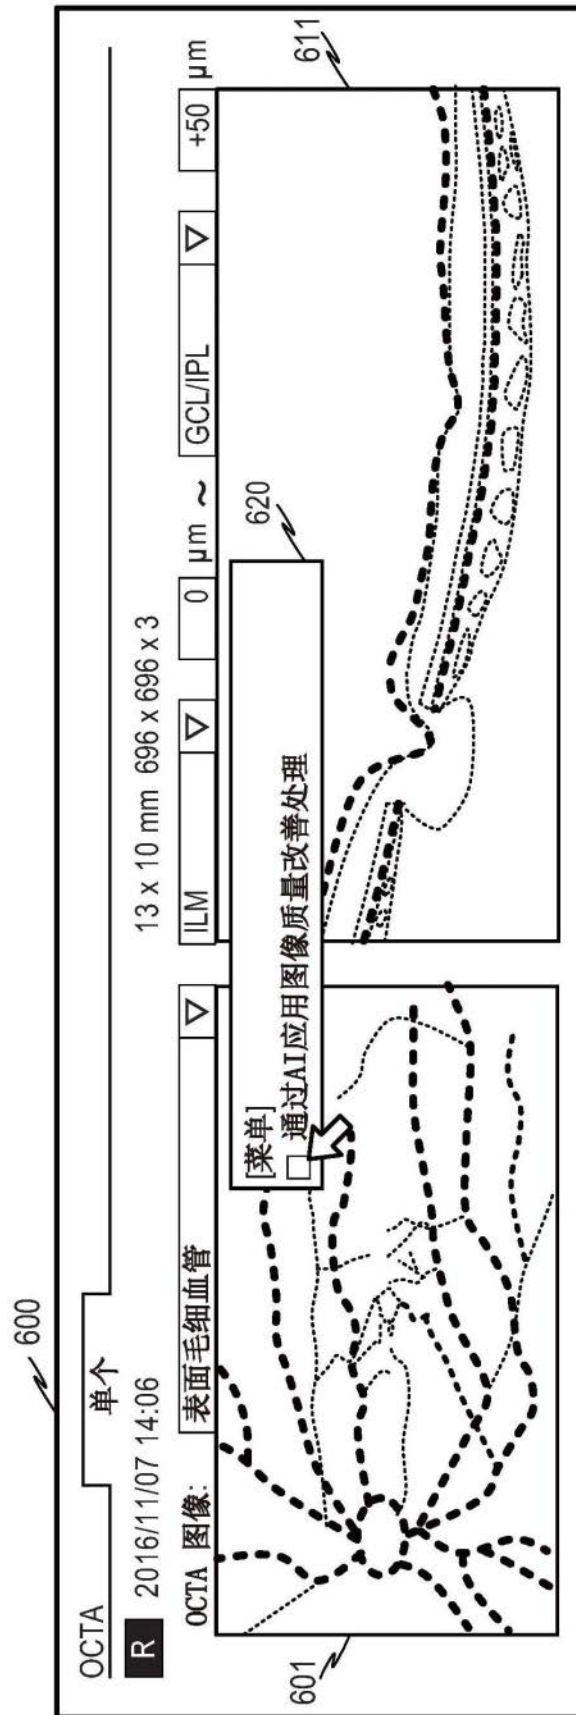 600
OCTA
单个
R 2016/11/07 14:06
13 x 10 mm 696 x 696 x 3
OCTA 图像: 表面毛细血管 ▽
ILM ▽ 0 μm ~ GCL/IPL ▽ +50 μm
[菜单]
□ 通过AI应用图像质量改善处理
620
601
611